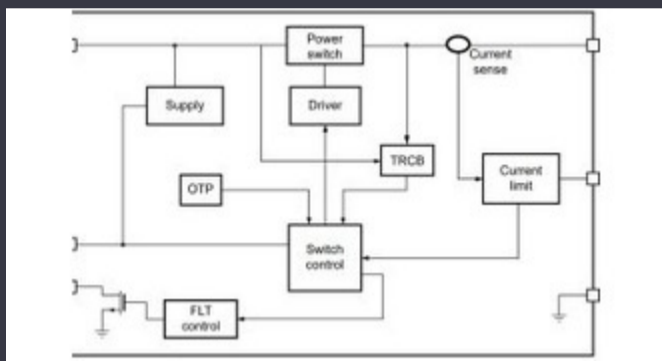 Power
switch
Current
sense
Supply
Driver
TRCB
Current
limit
OTP
Switch
control
FLT
control